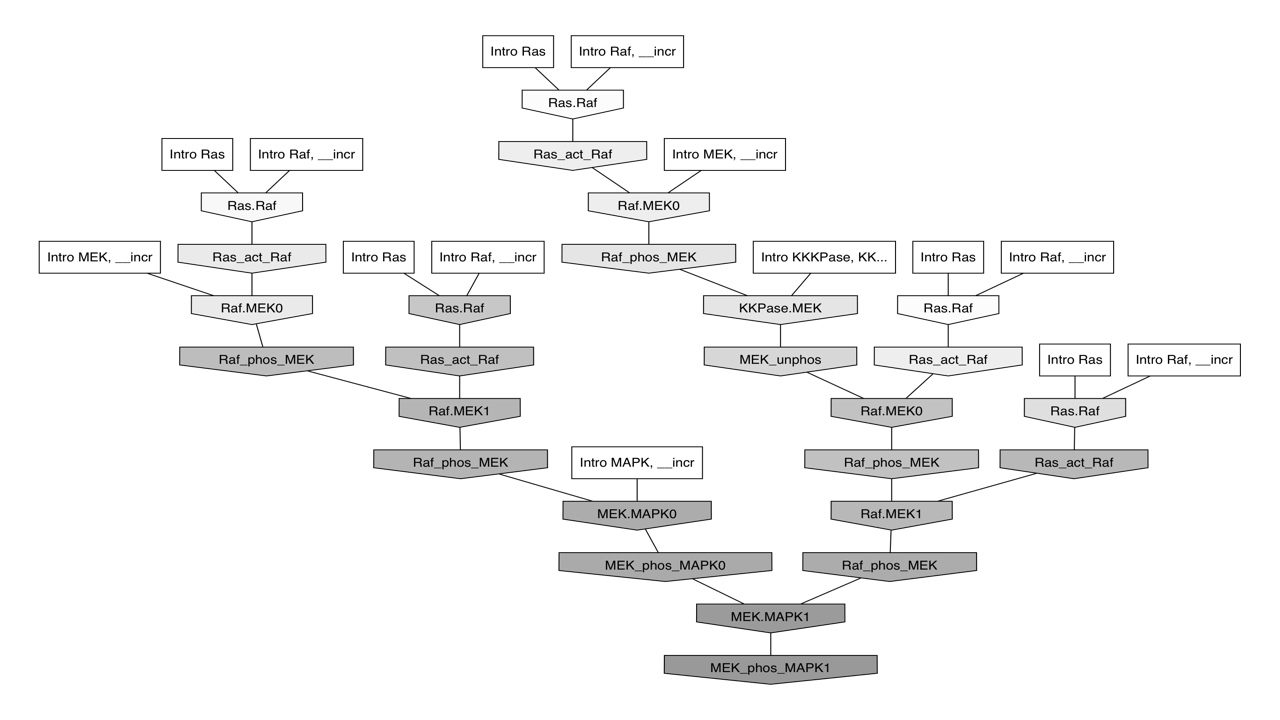 Intro Ras
Intro Raf, __incr
Ras.Raf
Intro Ras
Intro Raf, __incr
Ras_act_Raf
Intro MEK, __incr
Ras.Raf
Raf.MEK0
Intro MEK, __incr
Ras_act_Raf
Intro Ras
Intro Raf, __incr
Raf_phos_MEK
Intro KKKPase, KK...
Intro Ras
Intro Raf, __incr
Raf.MEK0
Ras.Raf
KKPase.MEK
Ras.Raf
Raf_phos_MEK
Ras_act_Raf
MEK_unphos
Ras_act_Raf
Intro Ras
Intro Raf, __incr
Raf.MEK1
Raf.MEK0
Ras.Raf
Raf_phos_MEK
Intro MAPK, __incr
Raf_phos_MEK
Ras_act_Raf
MEK.MAPK0
Raf.MEK1
MEK_phos_MAPK0
Raf_phos_MEK
MEK.MAPK1
MEK_phos_MAPK1